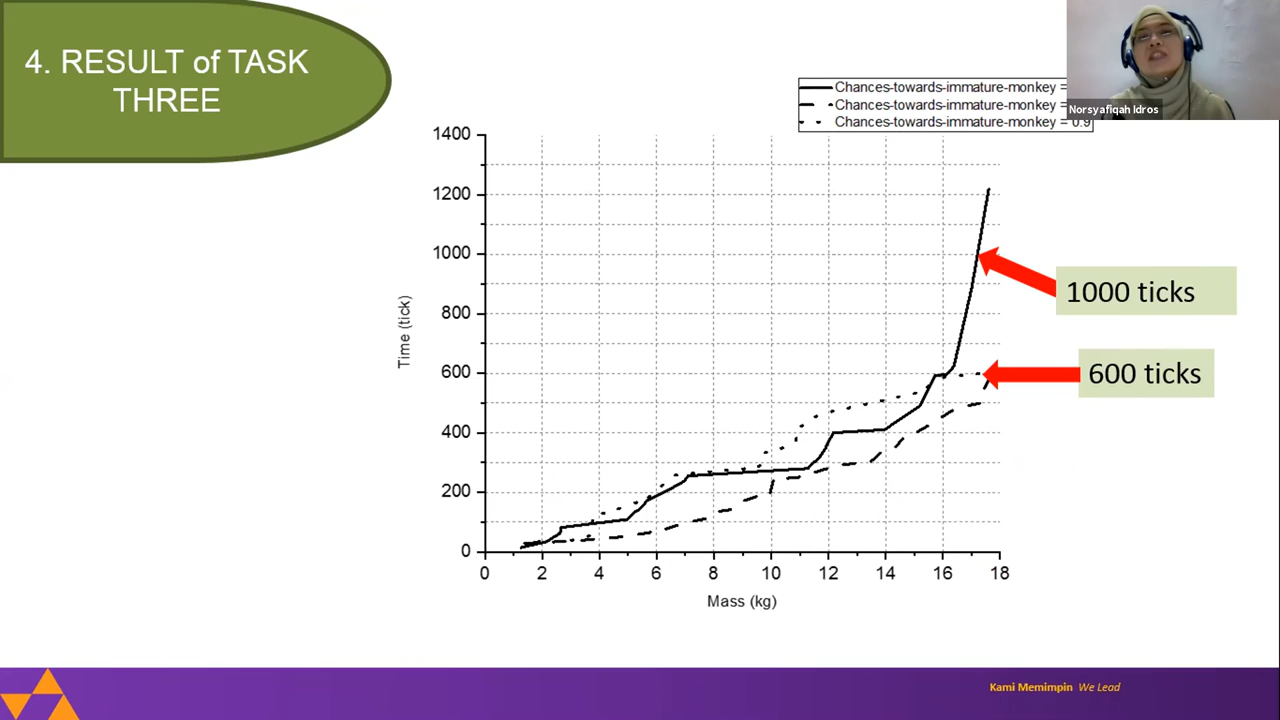 4. RESULT of TASK
THREE
Chances-towards-immature-monkey =
Chances-towards-immature-monkey =
Chances-towards-immature-monkey = 0.9
Norsyafiqah Idros
1400
1200
1000
800
600
400
200
0
Time (tick)
0 2 4 6 8 10 12 14 16 18
Mass (kg)
1000 ticks
600 ticks
Kami Memimpin We Lead